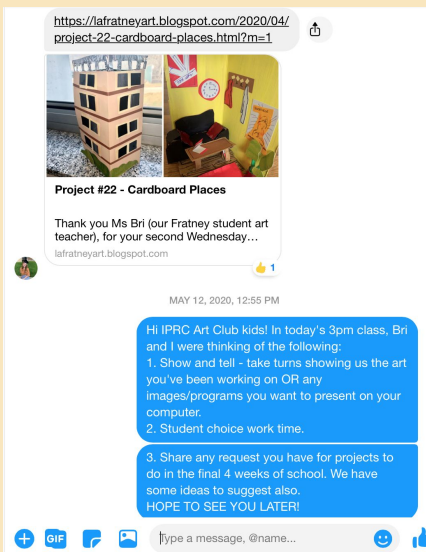 https://lafratneyart.blogspot.com/2020/04/
project-22-cardboard-places.html?m=1
Project #22 - Cardboard Places
Thank you Ms Bri (our Fratney student art
teacher), for your second Wednesday...
lafratneyart.blogspot.com
👍 1
MAY 12, 2020, 12:55 PM
Hi IPRC Art Club kids! In today's 3pm class, Bri
and I were thinking of the following:
1. Show and tell - take turns showing us the art
you've been working on OR any
images/programs you want to present on your
computer.
2. Student choice work time.
3. Share any request you have for projects to
do in the final 4 weeks of school. We have
some ideas to suggest also.
HOPE TO SEE YOU LATER!
GIF
Type a message, @name...